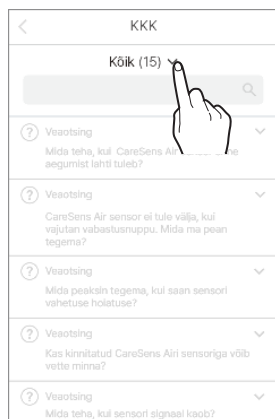 KKK
Kõik (15)
Veaotsing
Mida teha, kui CareSens Air enne
aegumist lahti tuleb?
Veaotsing
CareSens Air sensor ei tule välja, kui
vajutan vabastusnuppu. Mida ma pean
tegema?
Veaotsing
Mida peaksin tegema, kui saan sensori
vahetuse hoiatuse?
Veaotsing
Kas kinnitatud CareSens Airi sensoriga võib
vette minna?
Veaotsing
Mida teha, kui sensori signaal kaob?